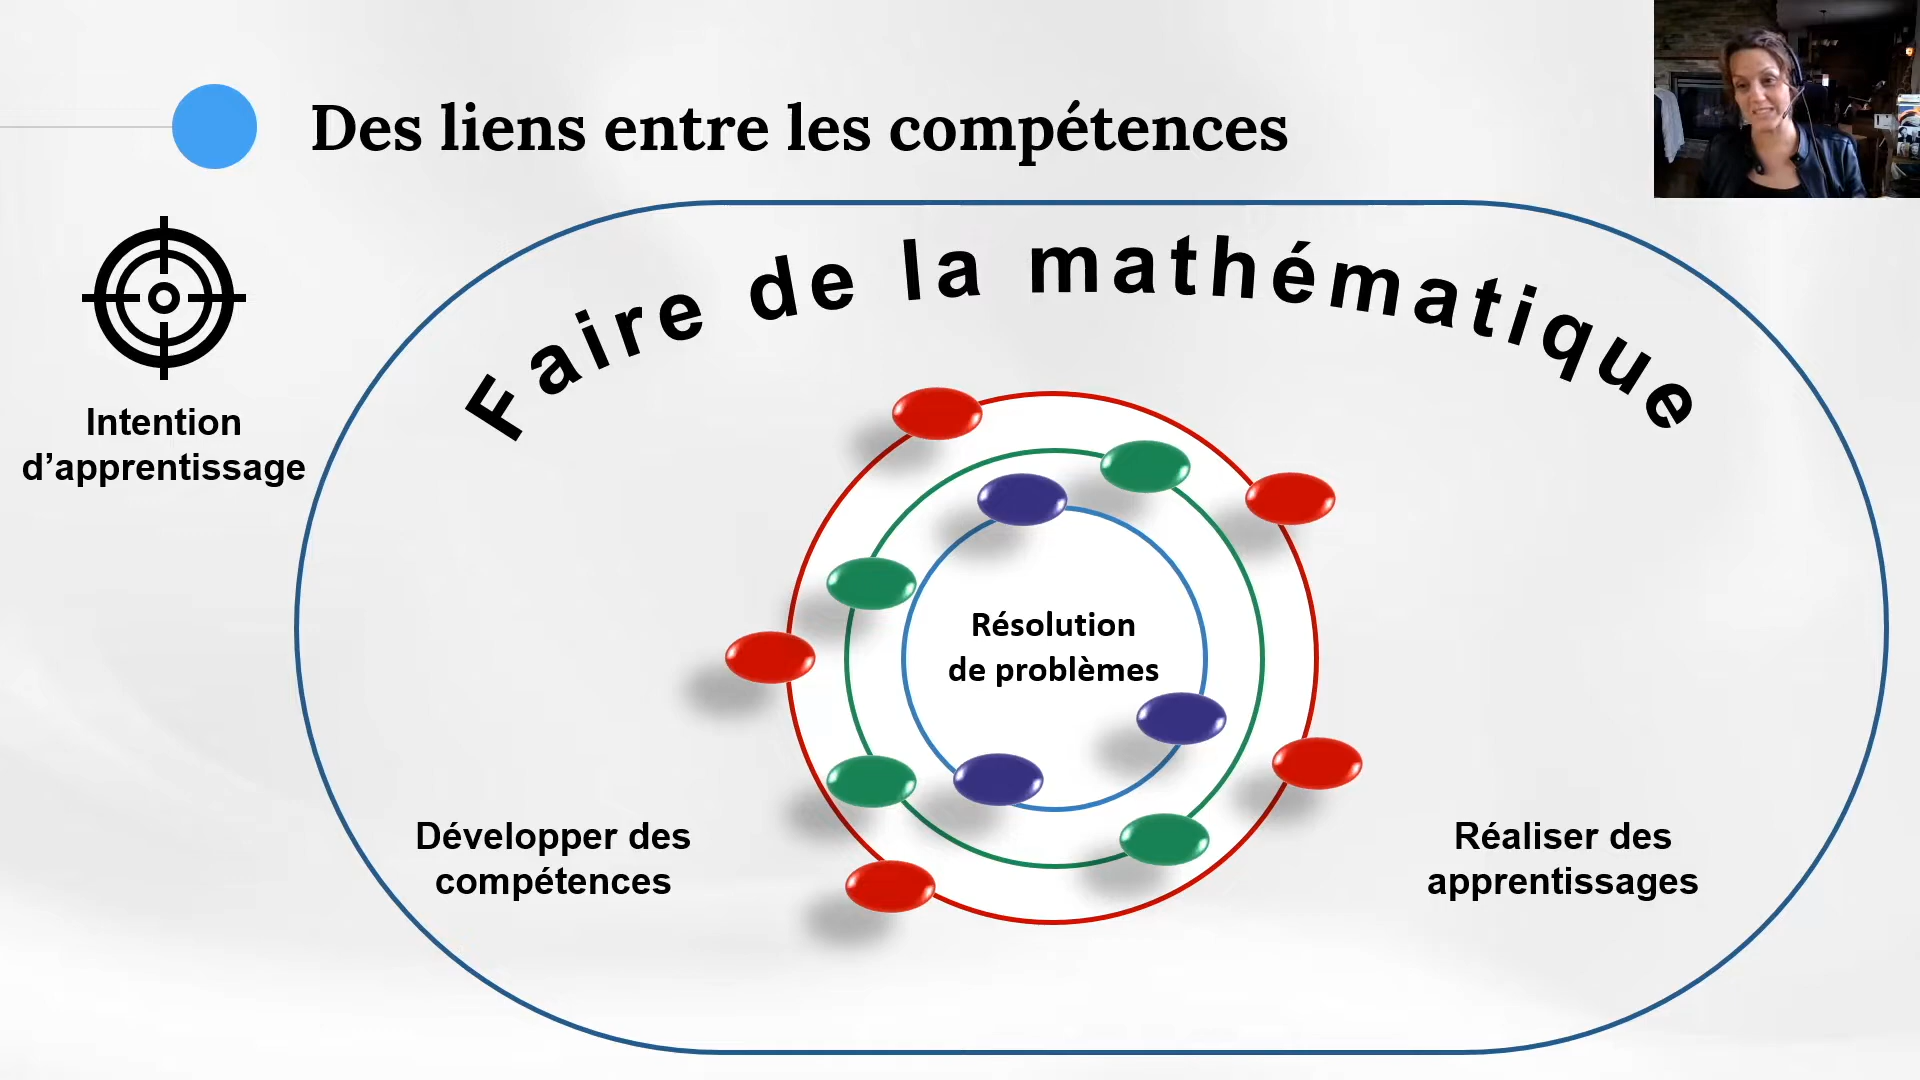 Des liens entre les compétences
Intention
d’apprentissage
Faire de la mathématique
Résolution
de problèmes
Développer des
compétences
Réaliser des
apprentissages